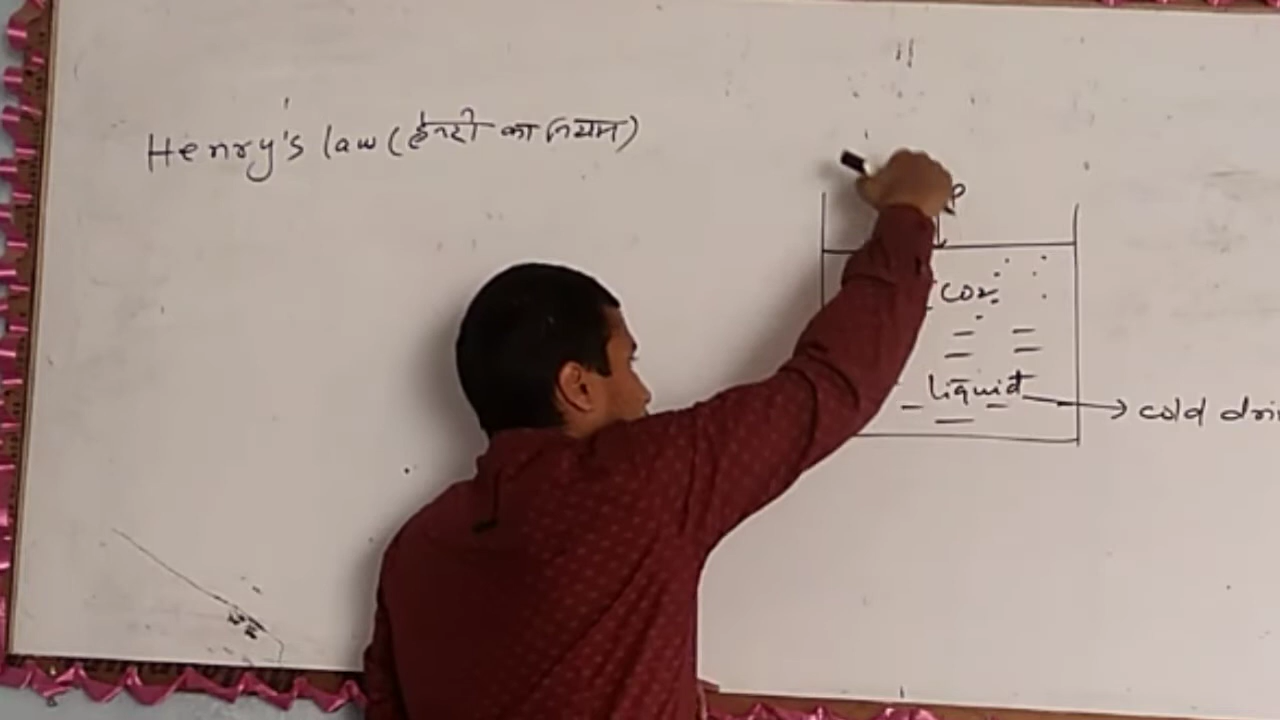 Henry's law (हेनरी का नियम)
P
CO2
liquid → cold dri